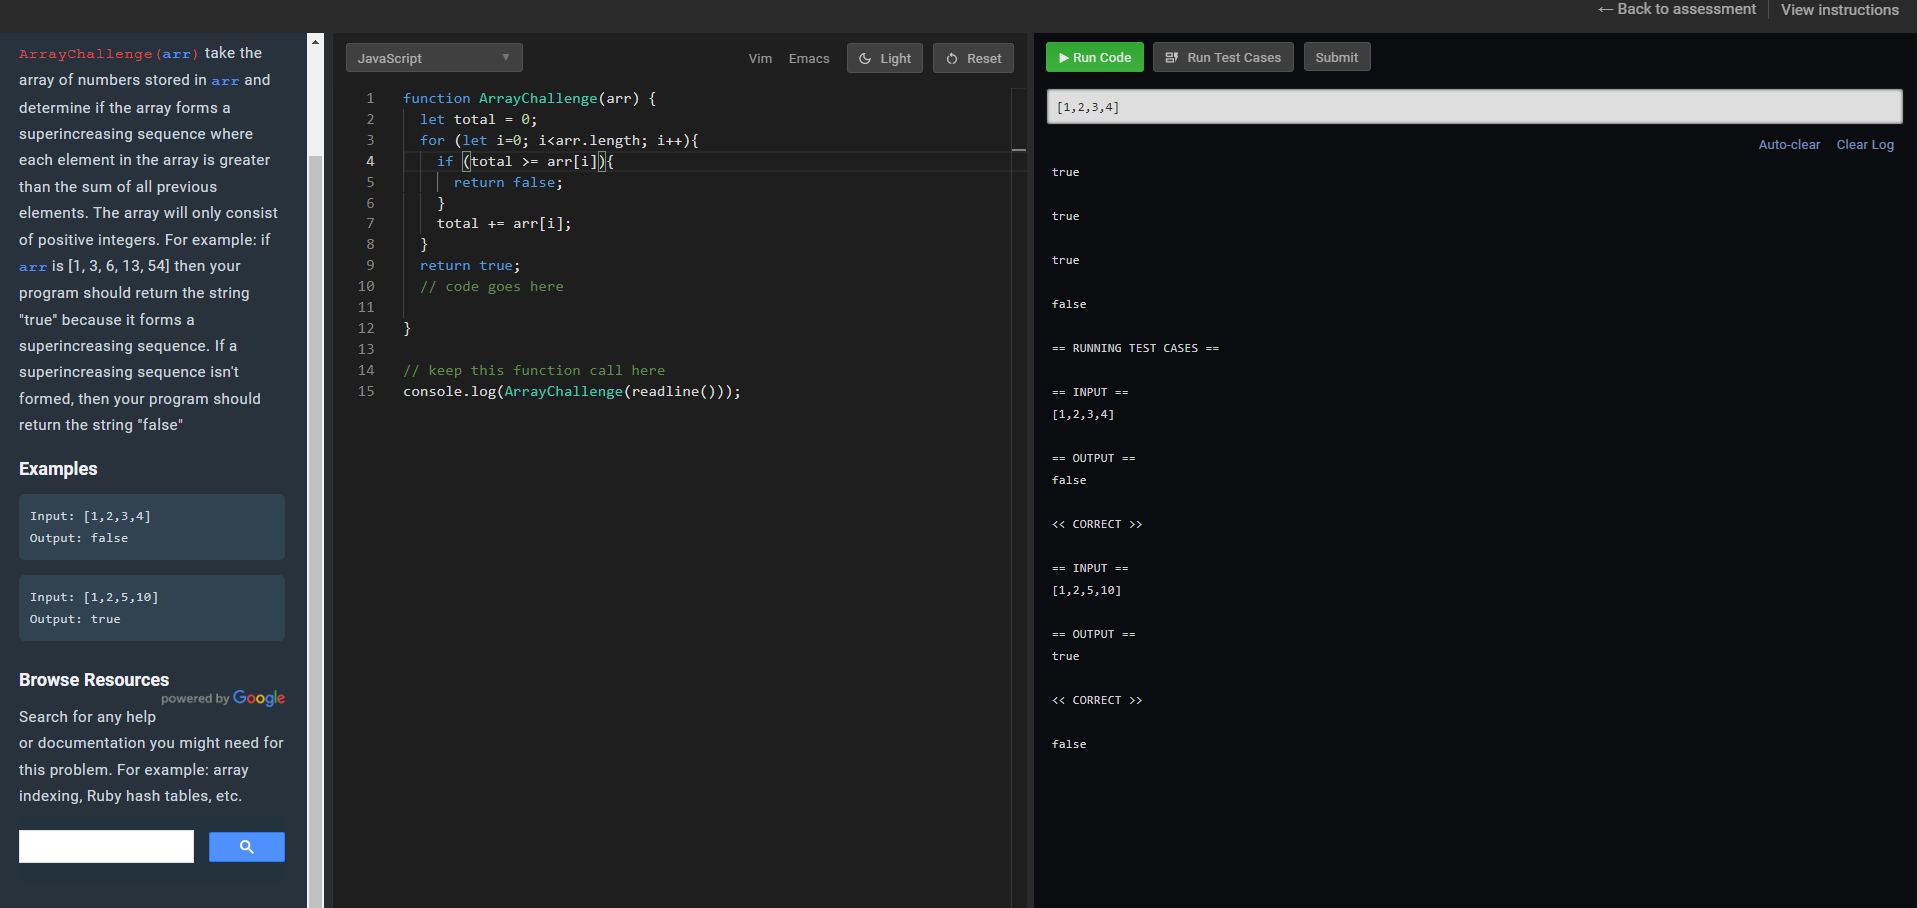 ← Back to assessment
View instructions
ArrayChallenge(arr) take the
array of numbers stored in arr and
determine if the array forms a
superincreasing sequence where
each element in the array is greater
than the sum of all previous
elements. The array will only consist
of positive integers. For example: if
arr is [1, 3, 6, 13, 54] then your
program should return the string
"true" because it forms a
superincreasing sequence. If a
superincreasing sequence isn't
formed, then your program should
return the string "false"
Examples
Input: [1,2,3,4]
Output: false
Input: [1,2,5,10]
Output: true
Browse Resources
powered by Google
Search for any help
or documentation you might need for
this problem. For example: array
indexing, Ruby hash tables, etc.
JavaScript
Vim
Emacs
Light
Reset
1 function ArrayChallenge(arr) {
2 let total = 0;
3 for (let i=0; i<arr.length; i++){
4 if (total >= arr[i]){
5 return false;
6 }
7 total += arr[i];
8 }
9 return true;
10 // code goes here
11
12 }
13
14 // keep this function call here
15 console.log(ArrayChallenge(readline()));
Run Code
Run Test Cases
Submit
[1,2,3,4]
Auto-clear
Clear Log
true
true
true
false
== RUNNING TEST CASES ==
== INPUT ==
[1,2,3,4]
== OUTPUT ==
false
<< CORRECT >>
== INPUT ==
[1,2,5,10]
== OUTPUT ==
true
<< CORRECT >>
false